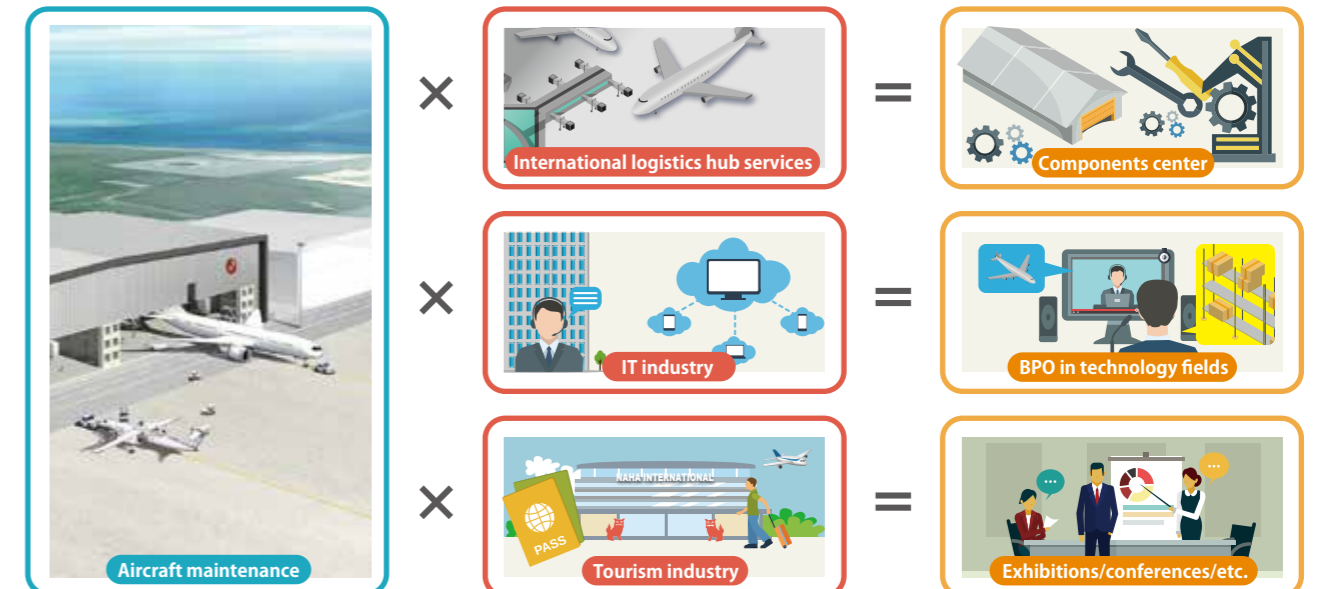 Aircraft maintenance
×
International logistics hub services
=
Components center
×
IT industry
=
BPO in technology fields
×
NAHA INTERNATIONAL
PASS
Tourism industry
=
Exhibitions/conferences/etc.